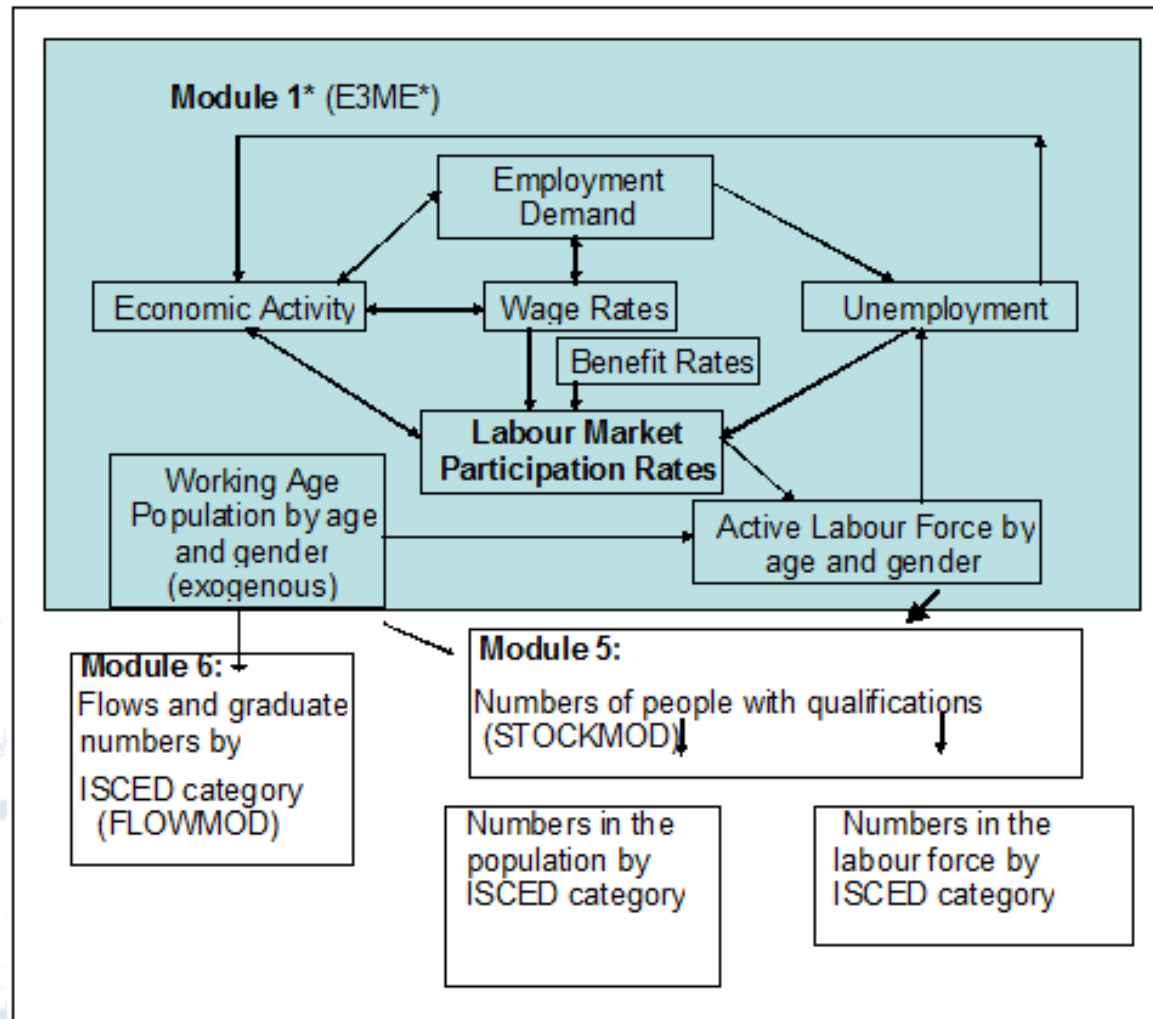 Module 1* (E3ME*)
Employment
Demand
Economic Activity
Wage Rates
Unemployment
Benefit Rates
Labour Market
Participation Rates
Working Age
Population by age
and gender
(exogenous)
Active Labour Force by
age and gender
Module 6:
Flows and graduate
numbers by
ISCED category
(FLOWMOD)
Module 5:
Numbers of people with qualifications
(STOCKMOD)
Numbers in the
population by
ISCED category
Numbers in the
labour force by
ISCED category